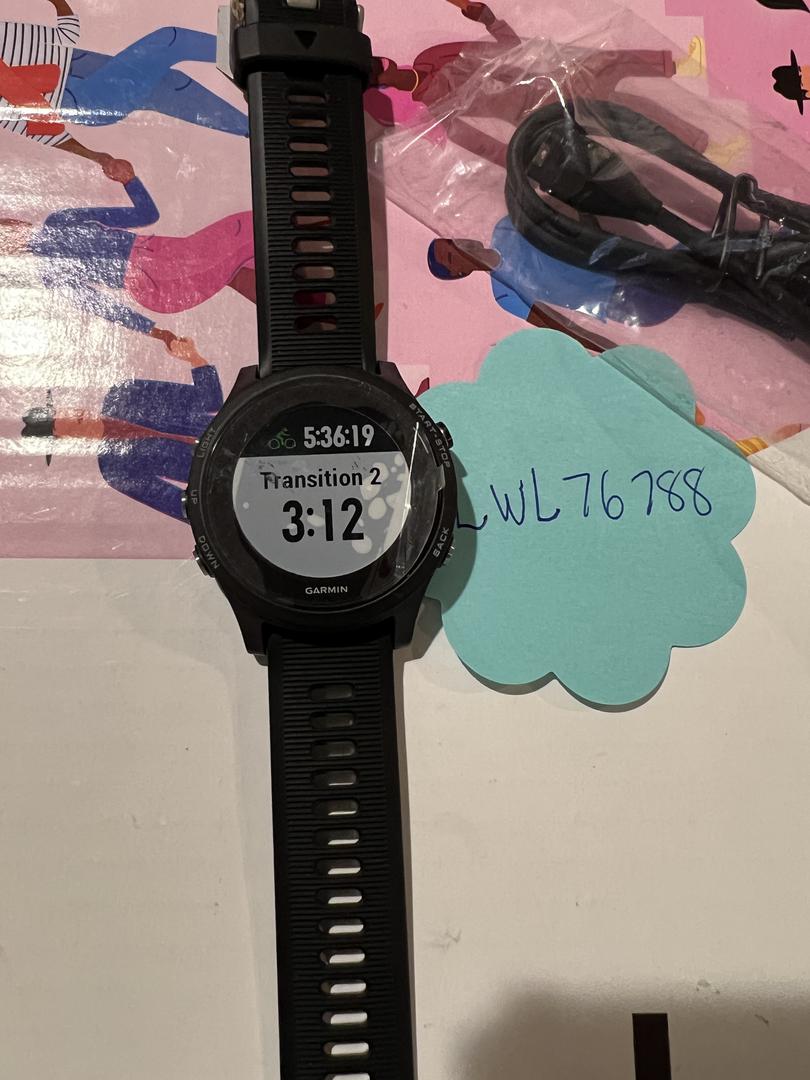 LIGHT
UP
DOWN
START·STOP
BACK
5:36:19
Transition 2
3:12
GARMIN
LWL76788